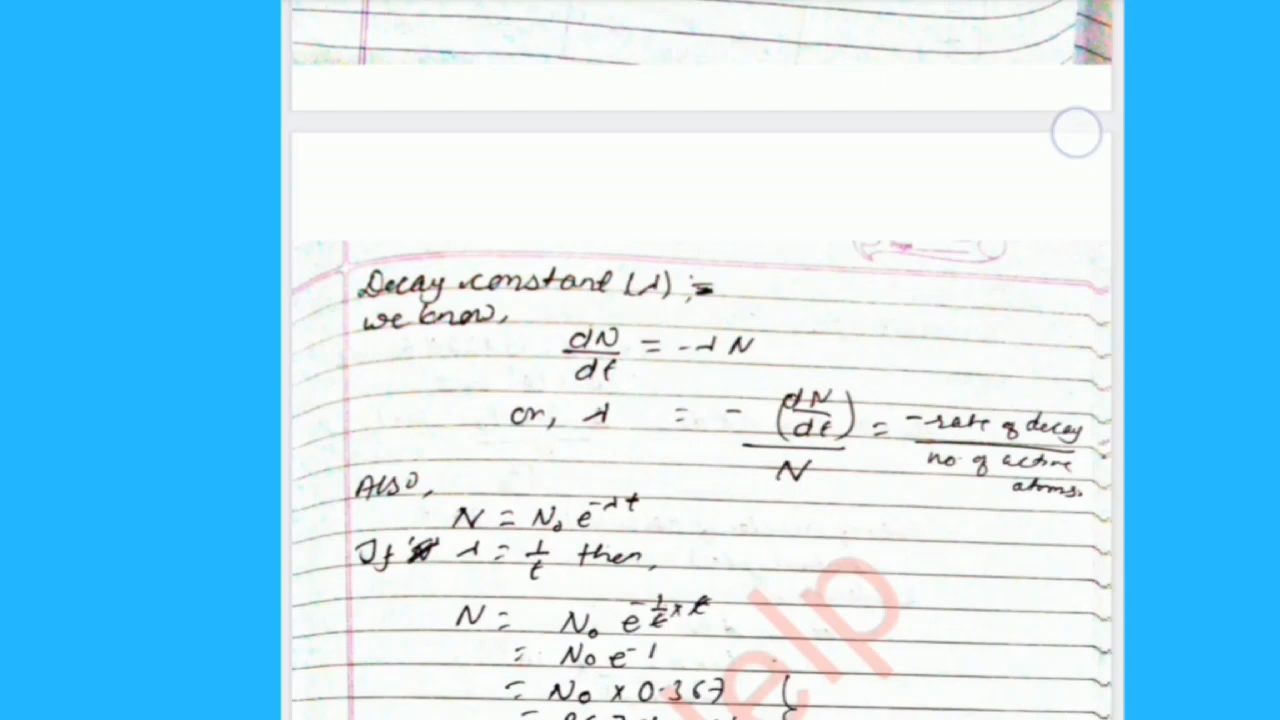 Decay constant (λ) :-
we know,
dN/dt = -λ N
or, λ = - (dN/dt)/N = -rate of decay/no. of active atoms.
Also,
N = N₀ e^-λt
If λ = 1/t then,
N = N₀ e^-1/t × t
= N₀ e^-1
= N₀ × 0.367
elp